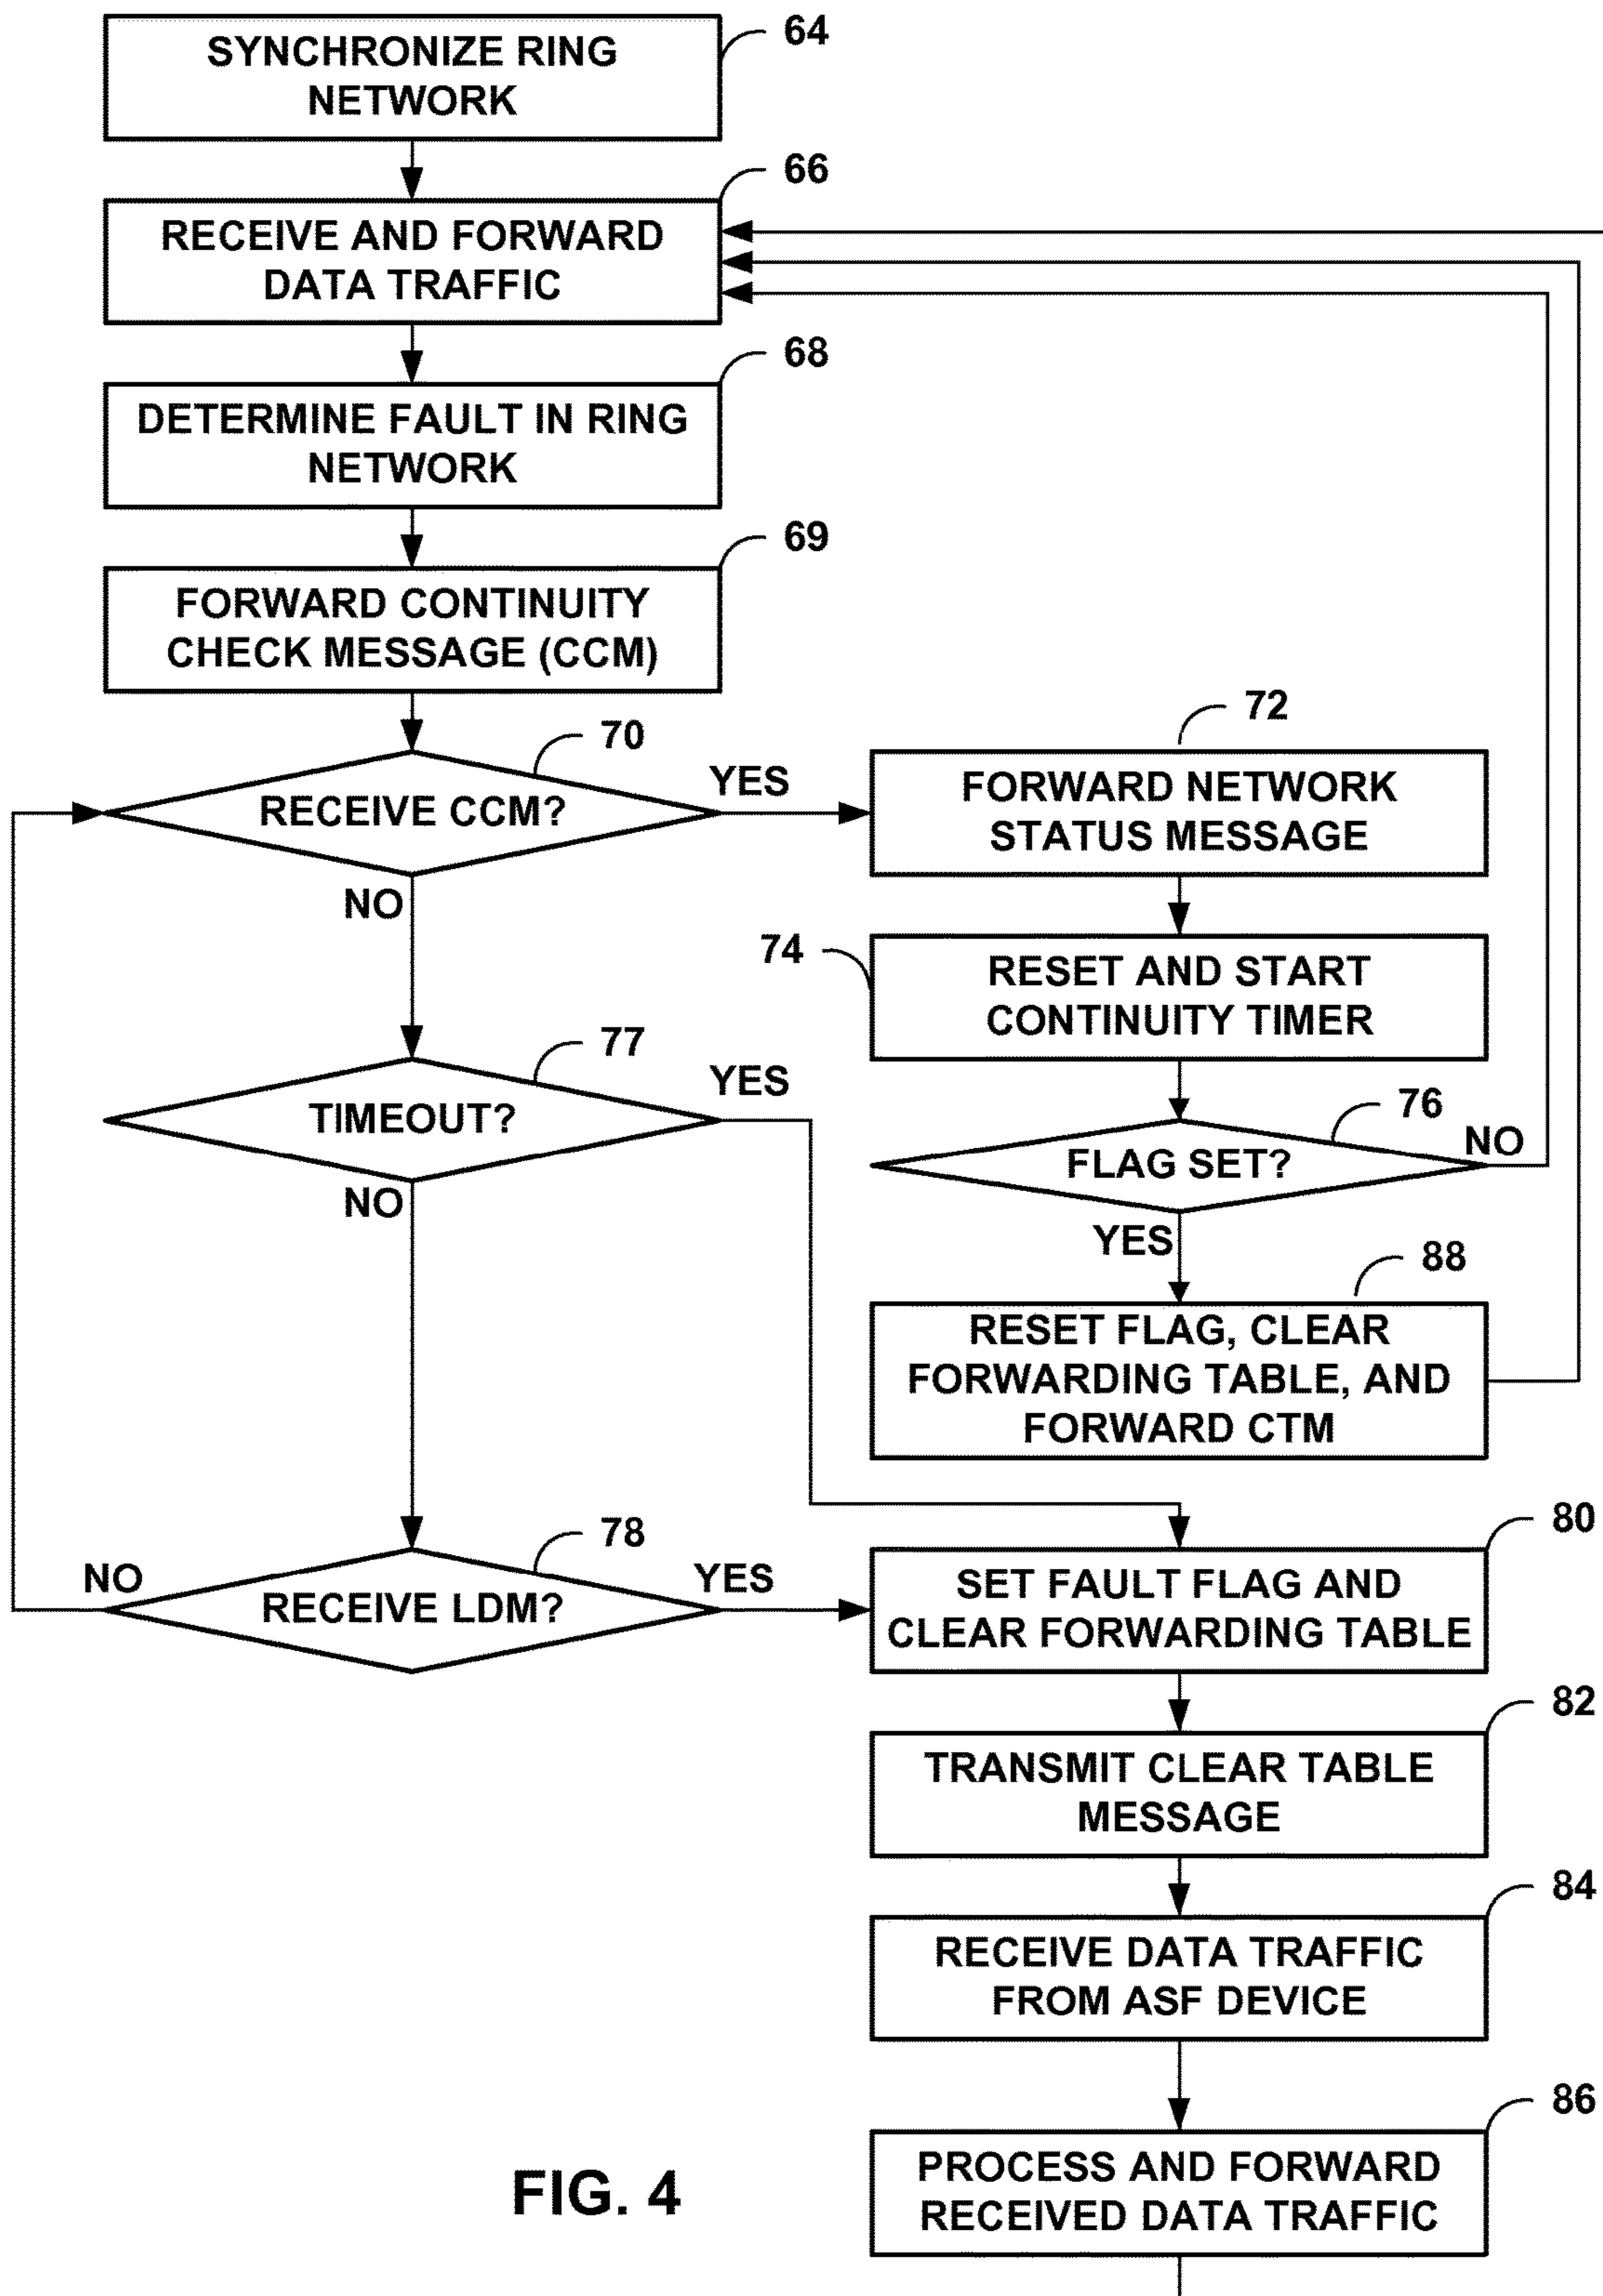 64
SYNCHRONIZE RING
NETWORK
66
RECEIVE AND FORWARD
DATA TRAFFIC
68
DETERMINE FAULT IN RING
NETWORK
69
FORWARD CONTINUITY
CHECK MESSAGE (CCM)
70
RECEIVE CCM?
YES
NO
72
FORWARD NETWORK
STATUS MESSAGE
74
RESET AND START
CONTINUITY TIMER
77
TIMEOUT?
YES
NO
76
FLAG SET?
NO
YES
88
RESET FLAG, CLEAR
FORWARDING TABLE, AND
FORWARD CTM
78
RECEIVE LDM?
NO
YES
80
SET FAULT FLAG AND
CLEAR FORWARDING TABLE
82
TRANSMIT CLEAR TABLE
MESSAGE
84
RECEIVE DATA TRAFFIC
FROM ASF DEVICE
86
PROCESS AND FORWARD
RECEIVED DATA TRAFFIC
FIG. 4